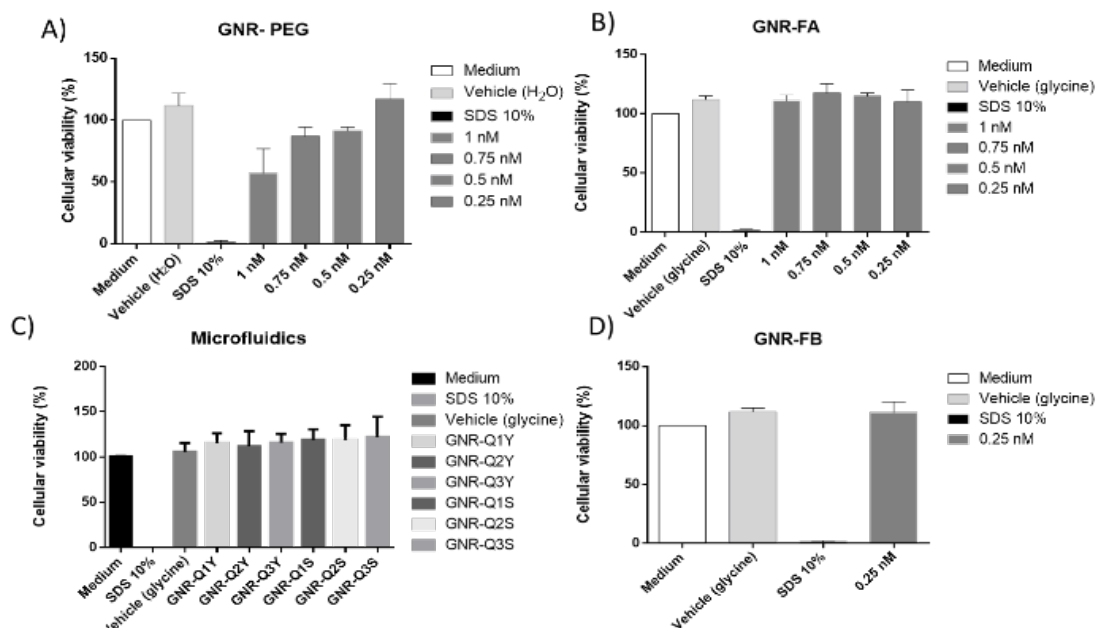 A)
GNR- PEG
Cellular viability (%)
150
100
50
0
Medium
Vehicle (H₂O)
SDS 10%
1 nM
0.75 nM
0.5 nM
0.25 nM
Medium
Vehicle (H₂O)
SDS 10%
1 nM
0.75 nM
0.5 nM
0.25 nM
B)
GNR-FA
Cellular viability (%)
150
100
50
0
Medium
Vehicle (glycine)
SDS 10%
1 nM
0.75 nM
0.5 nM
0.25 nM
Medium
Vehicle (glycine)
SDS 10%
1 nM
0.75 nM
0.5 nM
0.25 nM
C)
Microfluidics
Cellular viability (%)
200
150
100
50
0
Medium
SDS 10%
Vehicle (glycine)
GNR-Q1Y
GNR-Q2Y
GNR-Q3Y
GNR-Q1S
GNR-Q2S
GNR-Q3S
Medium
SDS 10%
Vehicle (glycine)
GNR-Q1Y
GNR-Q2Y
GNR-Q3Y
GNR-Q1S
GNR-Q2S
GNR-Q3S
D)
GNR-FB
Cellular viability (%)
150
100
50
0
Medium
Vehicle (glycine)
SDS 10%
0.25 nM
Medium
Vehicle (glycine)
SDS 10%
0.25 nM